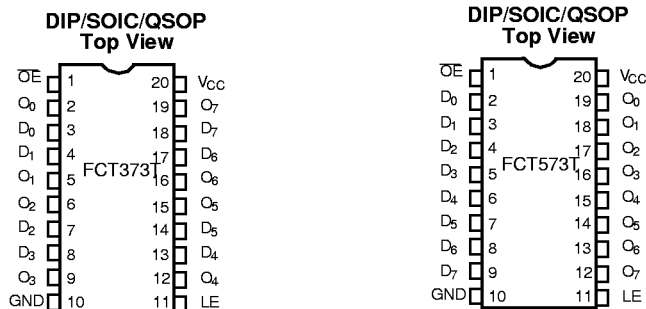 DIP/SOIC/QSOP
Top View
OE 1 20 VCC
O0 2 19 O7
D0 3 18 D7
D1 4 17 D6
FCT373T
O1 5 16 O6
O2 6 15 O5
D2 7 14 D5
D3 8 13 D4
O3 9 12 O4
GND 10 11 LE
DIP/SOIC/QSOP
Top View
OE 1 20 VCC
D0 2 19 O0
D1 3 18 O1
D2 4 17 O2
FCT573T
D3 5 16 O3
D4 6 15 O4
D5 7 14 O5
D6 8 13 O6
D7 9 12 O7
GND 10 11 LE